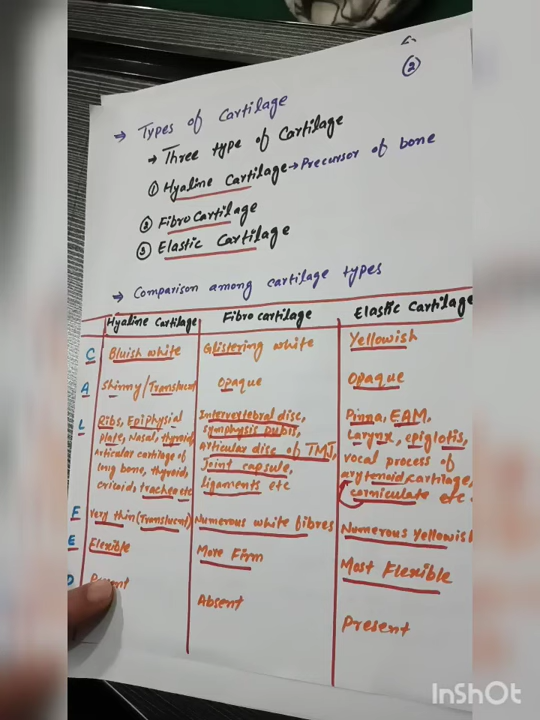 ②
→ Types of Cartilage
→ Three type of Cartilage
① Hyaline Cartilage → Precursor of bone
② Fibro Cartilage
③ Elastic Cartilage
→ Comparison among cartilage types
Hyaline Cartilage Fibro cartilage Elastic Cartilage
C Bluish white Glistering white Yellowish
A Shinny/Translucent Opaque Opaque
L Ribs, Epiphysial Intervertebral disc, Pinna, EAM,
plate, Nasal, thyroid, symphysis pubis, Larynx, epiglotis,
articular cartilage of Articular disc of TMJ, vocal process of
long bone, thyroid, Joint capsule, arytenoid cartilage,
cricoid, trachea etc ligaments etc corniculate etc.
F very thin (Translucent) Numerous white fibres Numerous Yellowish
E Flexible More Firm Most Flexible
Absent Present
InShOt